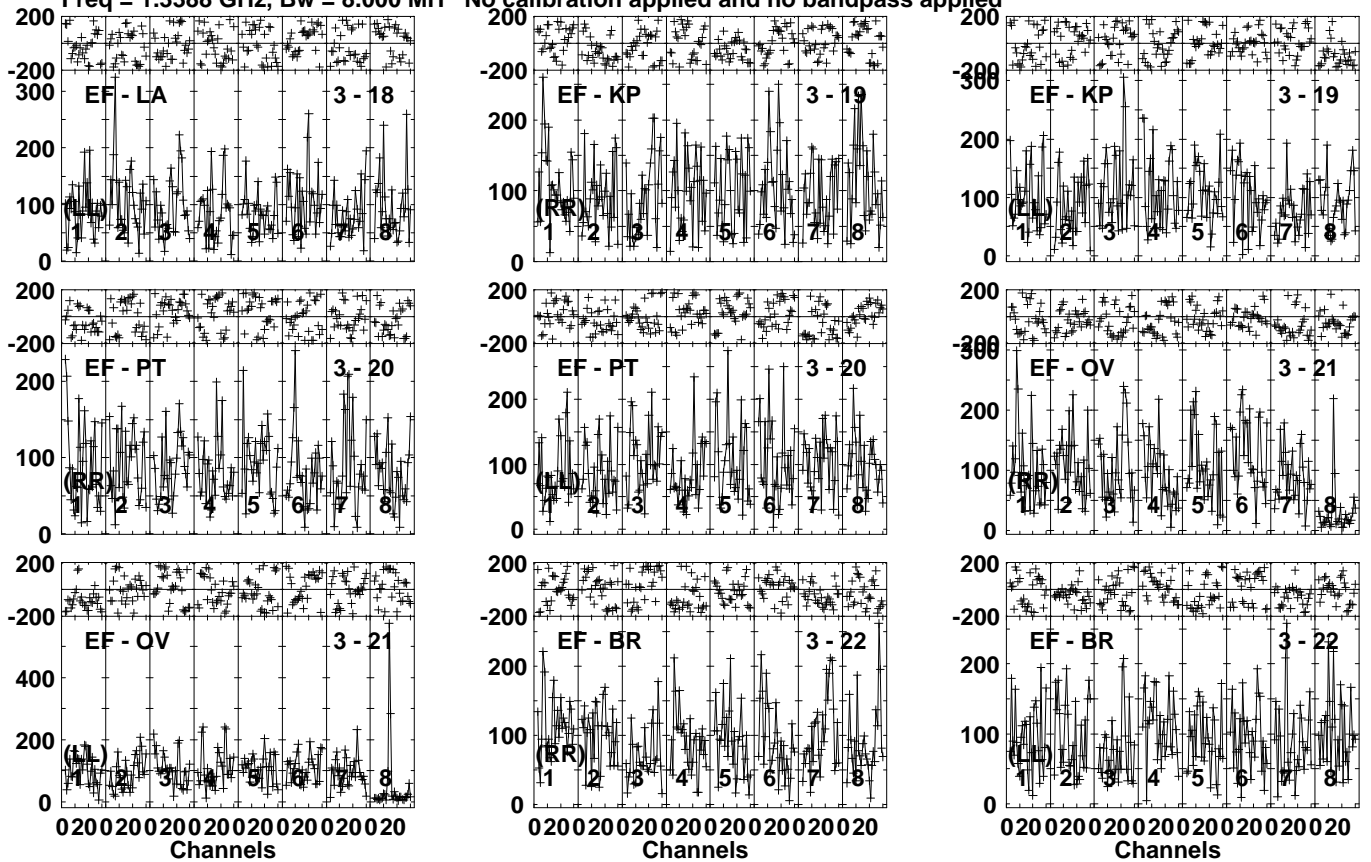 Freq = 1.3388 GHz, Bw = 8.000 MH No calibration applied and no bandpass applied
200 200 200
-200 -200 -200
300 EF - LA 3 - 18 EF - KP 3 - 19 300 EF - KP 3 - 19
200 200 200
100 100 100
(LL) (RR) (LL)
1 2 3 4 5 6 7 8 1 2 3 4 5 6 7 8 1 2 3 4 5 6 7 8
0 0 0
200 200 200
-200 -200 -200
EF - PT 3 - 20 EF - PT 3 - 20 300 EF - OV 3 - 21
200 200 200
100 100 100
(RR) (LL) (RR)
1 2 3 4 5 6 7 8 1 2 3 4 5 6 7 8 1 2 3 4 5 6 7 8
0 0 0
200 200 200
-200 -200 -200
EF - OV 3 - 21 EF - BR 3 - 22 EF - BR 3 - 22
400 200 200
200 100 100
(LL) (RR) (LL)
1 2 3 4 5 6 7 8 1 2 3 4 5 6 7 8 1 2 3 4 5 6 7 8
0 0 0
0 20 0 20 0 20 0 20 0 20 0 20 0 20 0 20 0 20 0 20 0 20 0 20 0 20 0 20 0 20 0 20 0 20 0 20 0 20 0 20 0 20 0 20 0 20 0 20
Channels Channels Channels